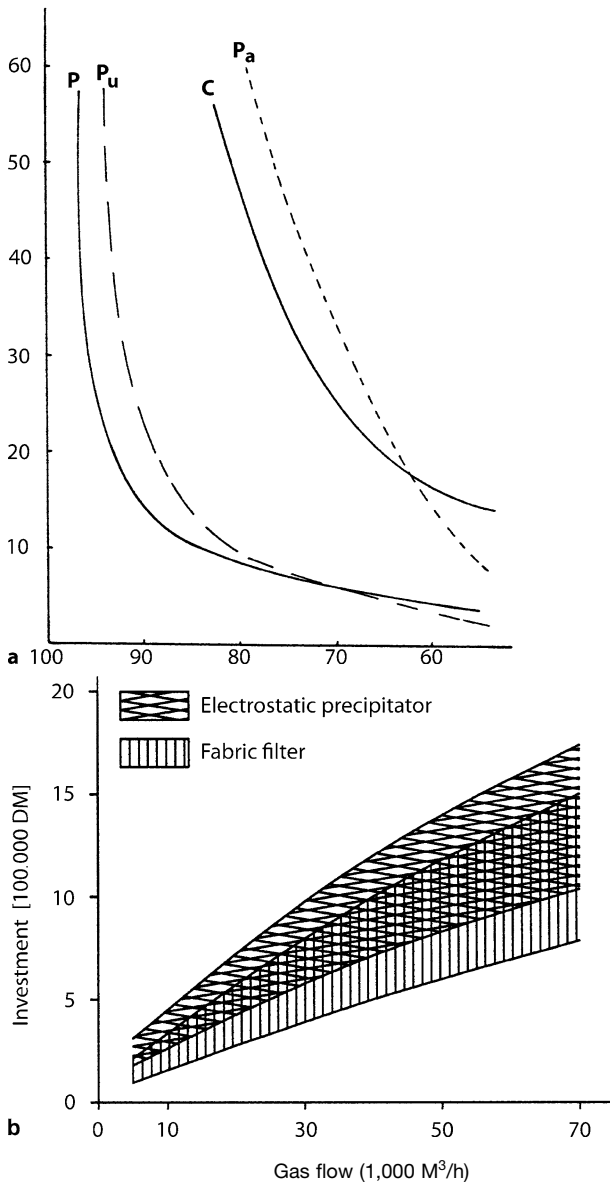 60
P Pu C Pa
50
40
30
20
10
a 100 90 80 70 60
20
Electrostatic precipitator
Fabric filter
15
10
5
0
Investment [100.000 DM]
b 0 10 30 50 70
Gas flow (1,000 M³/h)